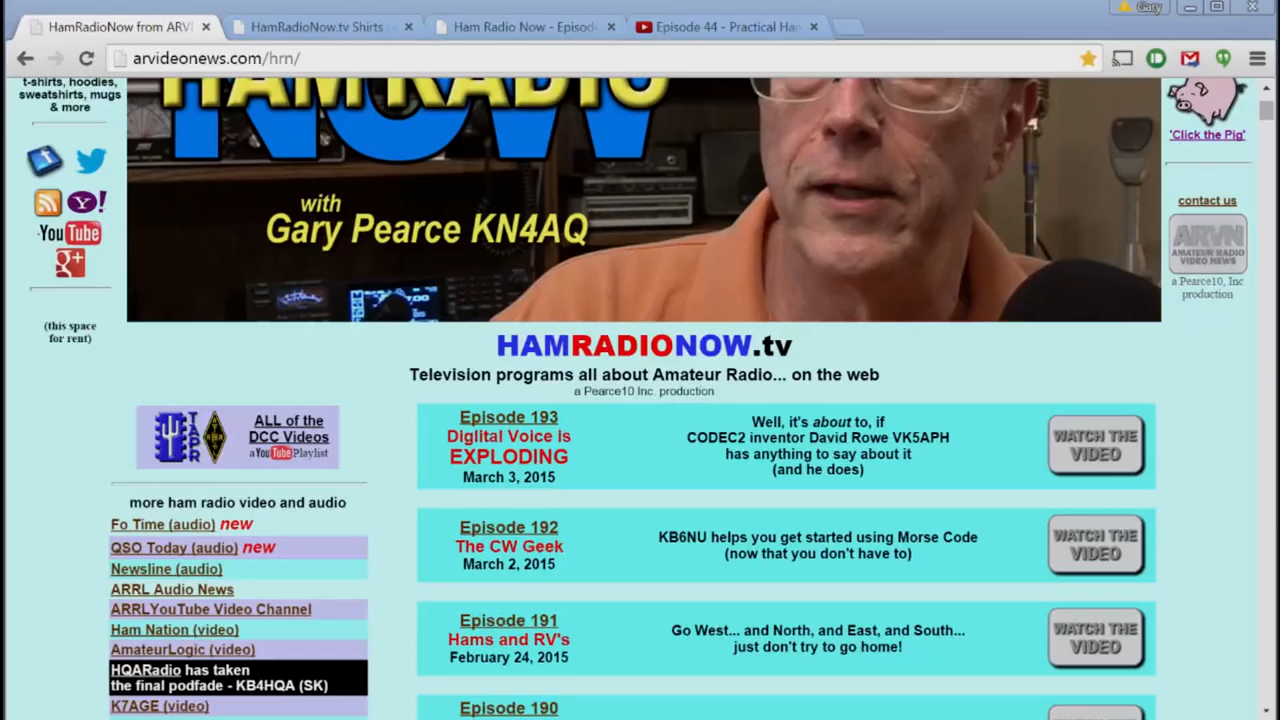 Gary
HamRadioNow from ARVI
HamRadioNow.tv Shirts
Ham Radio Now - Episod
Episode 44 - Practical Ha
arvideonews.com/hrn/
t-shirts, hoodies,
sweatshirts, mugs
& more
You Tube
g+
(this space
for rent)
HAM RADIO
NOW
with
Gary Pearce KN4AQ
'Click the Pig'
contact us
ARVN
AMATEUR RADIO
VIDEO NEWS
a Pearce10, Inc
production
HAMRADIONOW.tv
Television programs all about Amateur Radio... on the web
a Pearce10 Inc. production
TAPR
ALL of the
DCC Videos
a YouTube Playlist
more ham radio video and audio
Fo Time (audio) new
QSO Today (audio) new
Newsline (audio)
ARRL Audio News
ARRLYouTube Video Channel
Ham Nation (video)
AmateurLogic (video)
HQARadio has taken
the final podfade - KB4HQA (SK)
K7AGE (video)
Episode 193
Diglital Voice is
EXPLODING
March 3, 2015
Well, it's about to, if
CODEC2 inventor David Rowe VK5APH
has anything to say about it
(and he does)
WATCH THE
VIDEO
Episode 192
The CW Geek
March 2, 2015
KB6NU helps you get started using Morse Code
(now that you don't have to)
WATCH THE
VIDEO
Episode 191
Hams and RV's
February 24, 2015
Go West... and North, and East, and South...
just don't try to go home!
WATCH THE
VIDEO
Episode 190